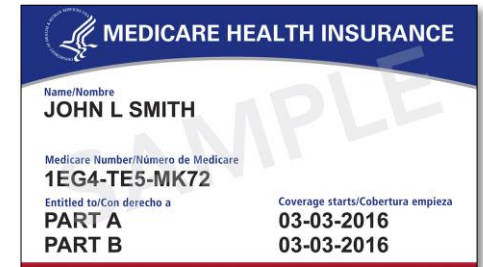 MEDICARE HEALTH INSURANCE
Name/Nombre
JOHN L SMITH
Medicare Number/Número de Medicare
1EG4-TE5-MK72
Entitled to/Con derecho a Coverage starts/Cobertura empieza
PART A 03-03-2016
PART B 03-03-2016
SAMPLE